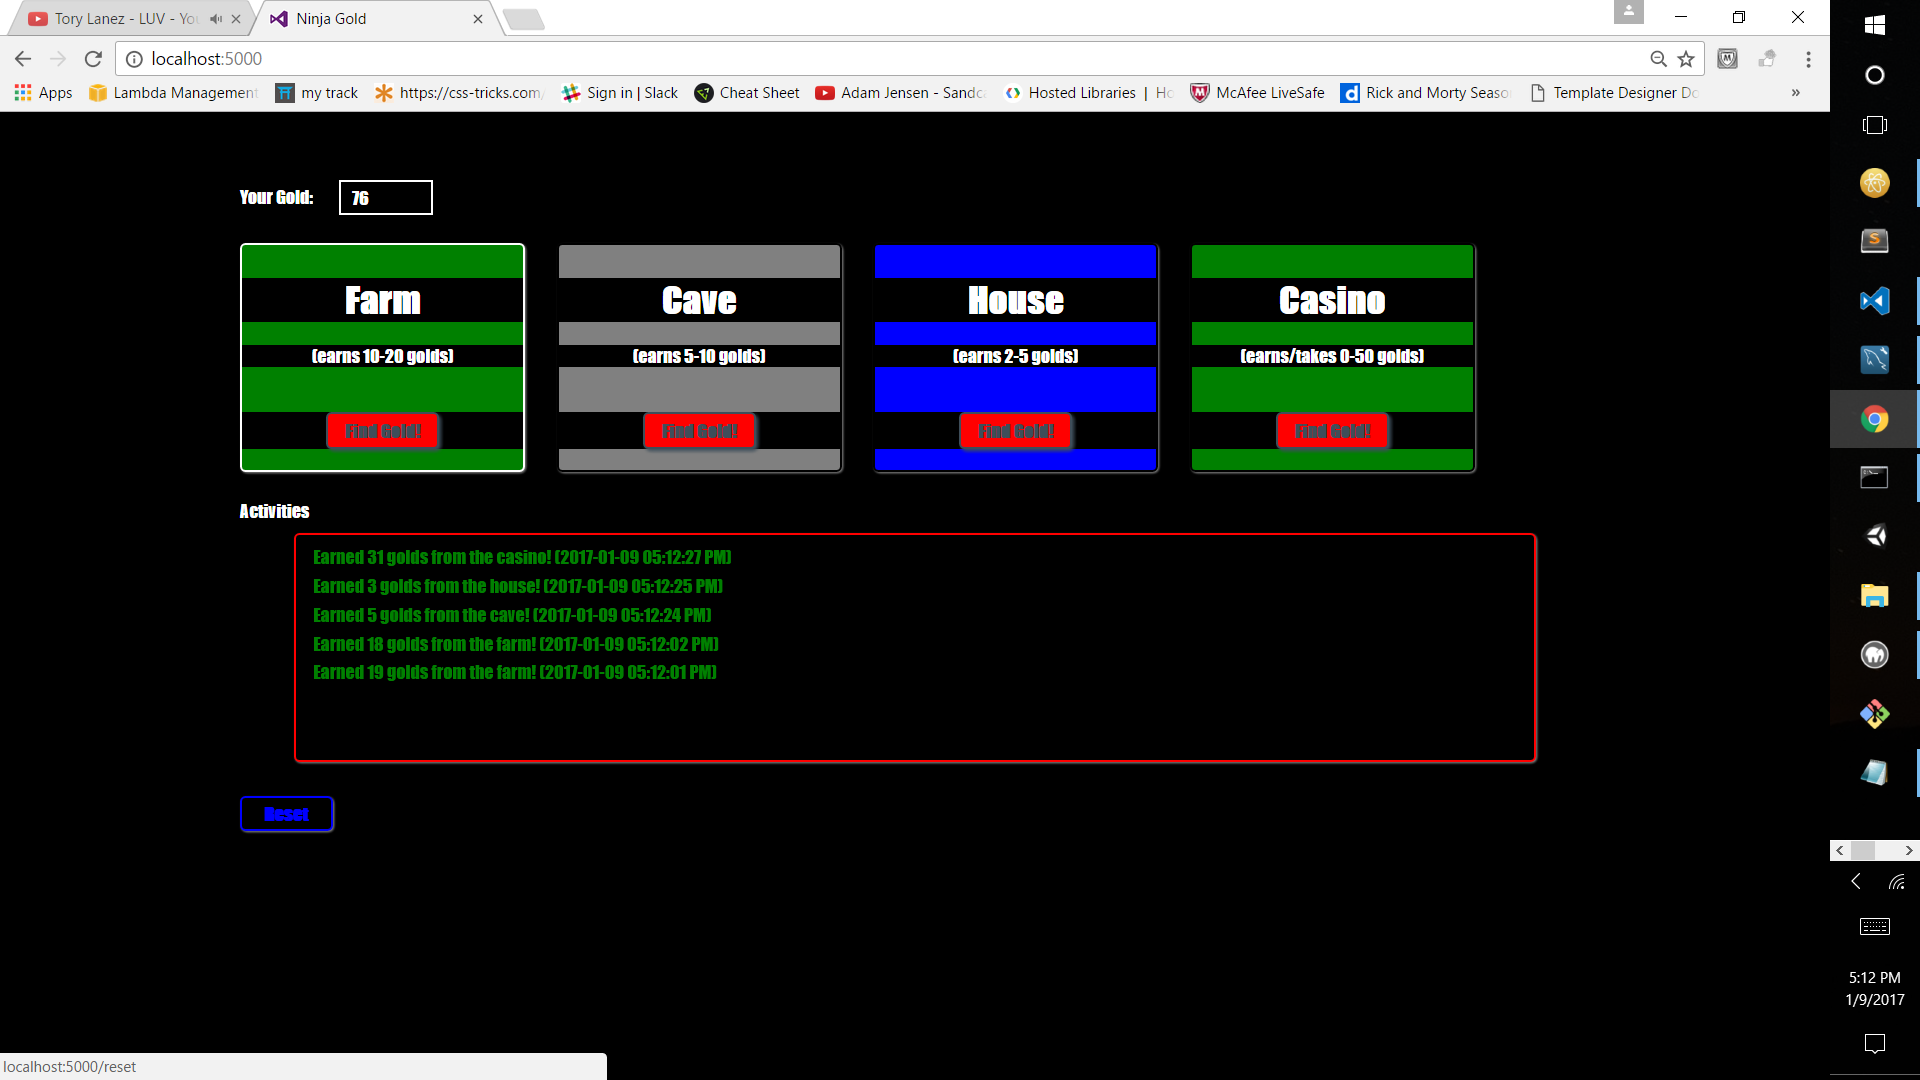 Tory Lanez - LUV - Yo
Ninja Gold
localhost:5000
Apps
Lambda Management
my track
https://css-tricks.com/
Sign in | Slack
Cheat Sheet
Adam Jensen - Sandc
Hosted Libraries | Ho
McAfee LiveSafe
Rick and Morty Seaso
Template Designer Do
»
Your Gold: 76
Farm
(earns 10-20 golds)
Find Gold!
Cave
(earns 5-10 golds)
Find Gold!
House
(earns 2-5 golds)
Find Gold!
Casino
(earns/takes 0-50 golds)
Find Gold!
Activities
Earned 31 golds from the casino! (2017-01-09 05:12:27 PM)
Earned 3 golds from the house! (2017-01-09 05:12:25 PM)
Earned 5 golds from the cave! (2017-01-09 05:12:24 PM)
Earned 18 golds from the farm! (2017-01-09 05:12:02 PM)
Earned 19 golds from the farm! (2017-01-09 05:12:01 PM)
Reset
localhost:5000/reset
5:12 PM
1/9/2017